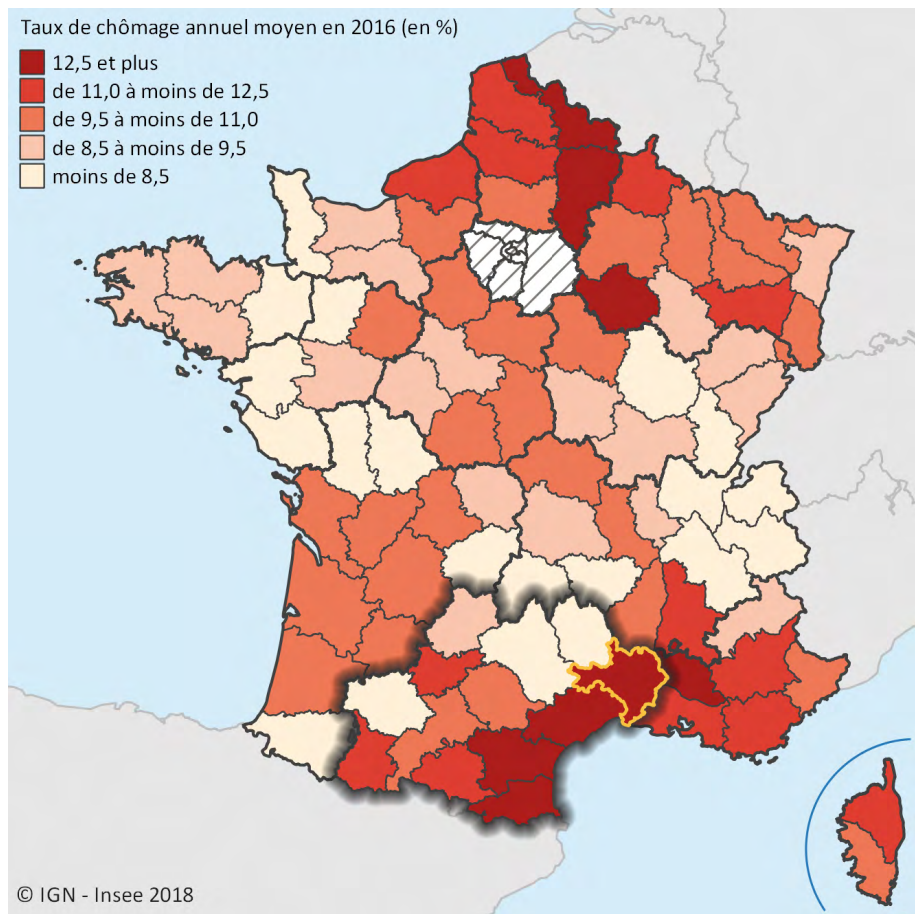 Taux de chômage annuel moyen en 2016 (en %)
12,5 et plus
de 11,0 à moins de 12,5
de 9,5 à moins de 11,0
de 8,5 à moins de 9,5
moins de 8,5
© IGN - Insee 2018